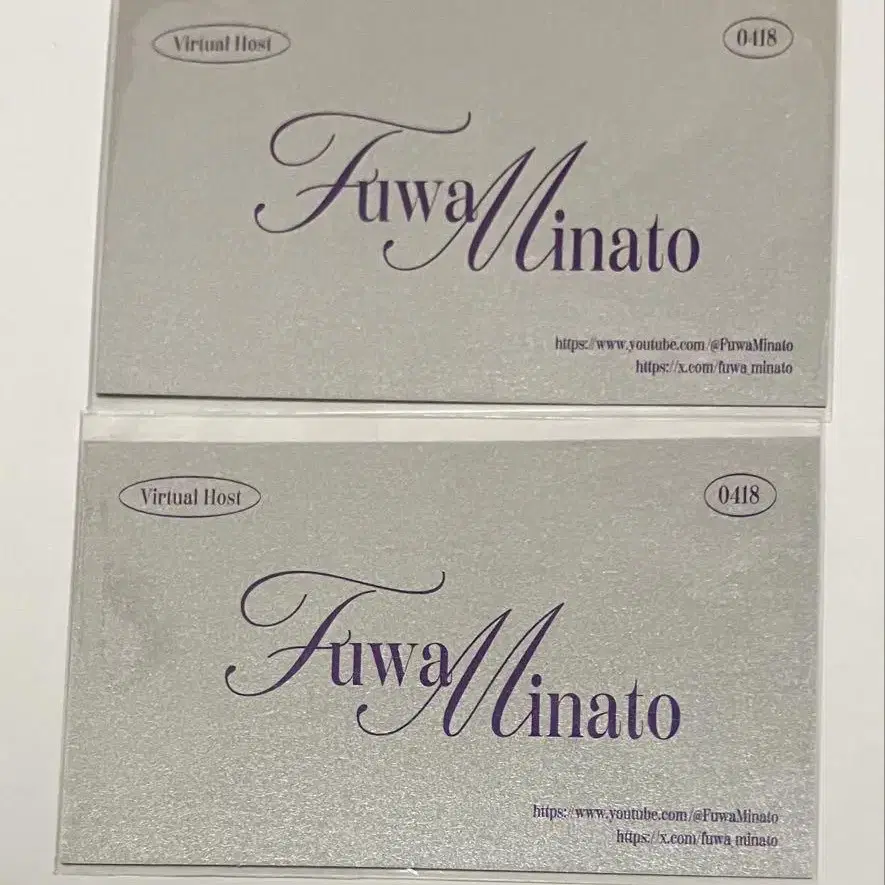 Virtual Host
0418
Fuwa Minato
https://www.youtube.com/@FuwaMinato
https://x.com/fuwa_minato
Virtual Host
0418
Fuwa Minato
https://www.youtube.com/@FuwaMinato
https://x.com/fuwa_minato